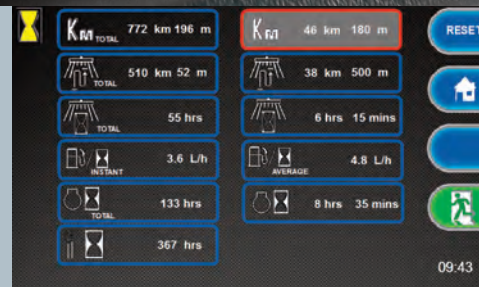 Km TOTAL 772 km 196 m
Km 46 km 180 m
RESET
TOTAL 510 km 52 m
38 km 500 m
TOTAL 55 hrs
6 hrs 15 mins
INSTANT 3.6 L/h
AVERAGE 4.8 L/h
TOTAL 133 hrs
8 hrs 35 mins
367 hrs
09:43